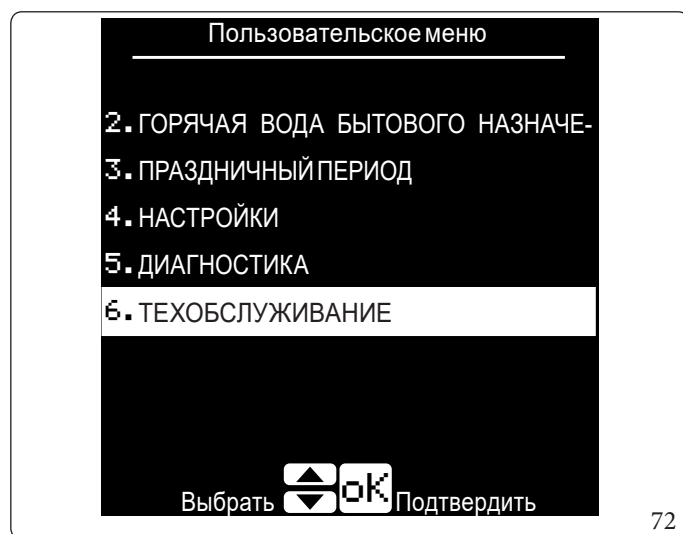 Пользовательское меню
2. ГОРЯЧАЯ ВОДА БЫТОВОГО НАЗНАЧЕ-
3. ПРАЗДНИЧНЫЙ ПЕРИОД
4. НАСТРОЙКИ
5. ДИАГНОСТИКА
6. ТЕХОБСЛУЖИВАНИЕ
Выбрать оK Подтвердить
72